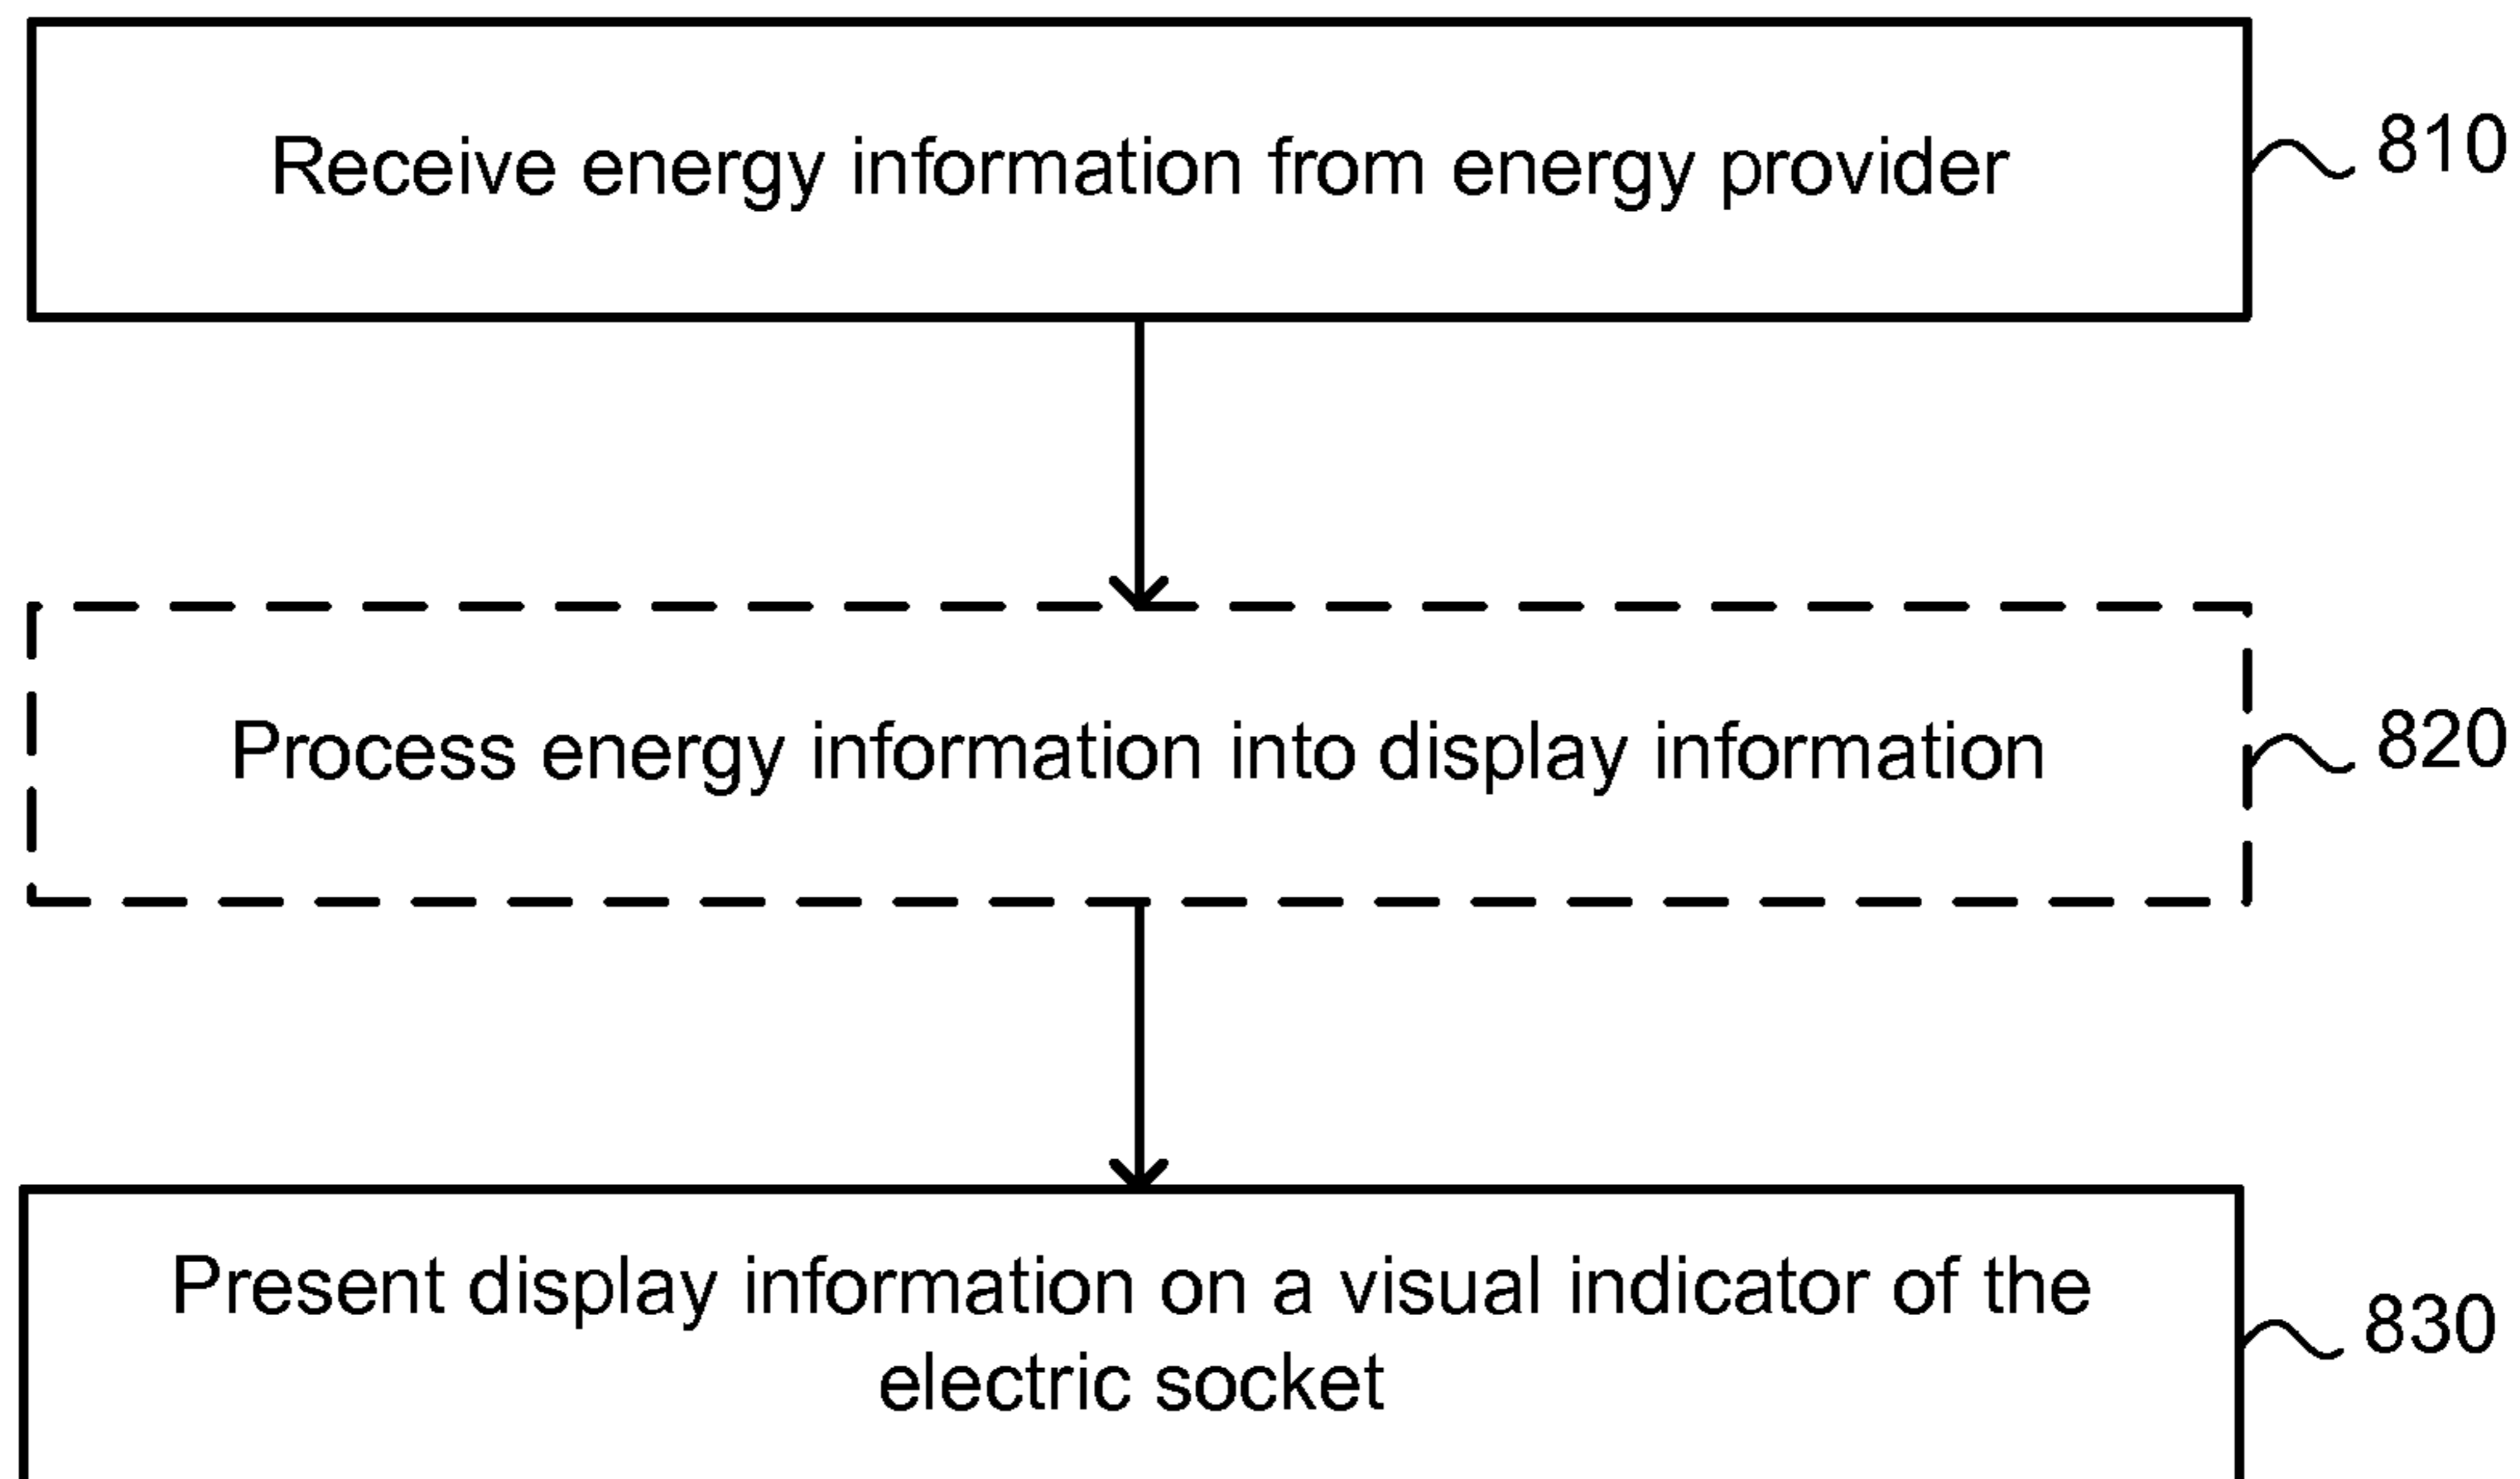 Receive energy information from energy provider
810
Process energy information into display information
820
Present display information on a visual indicator of the
electric socket
830